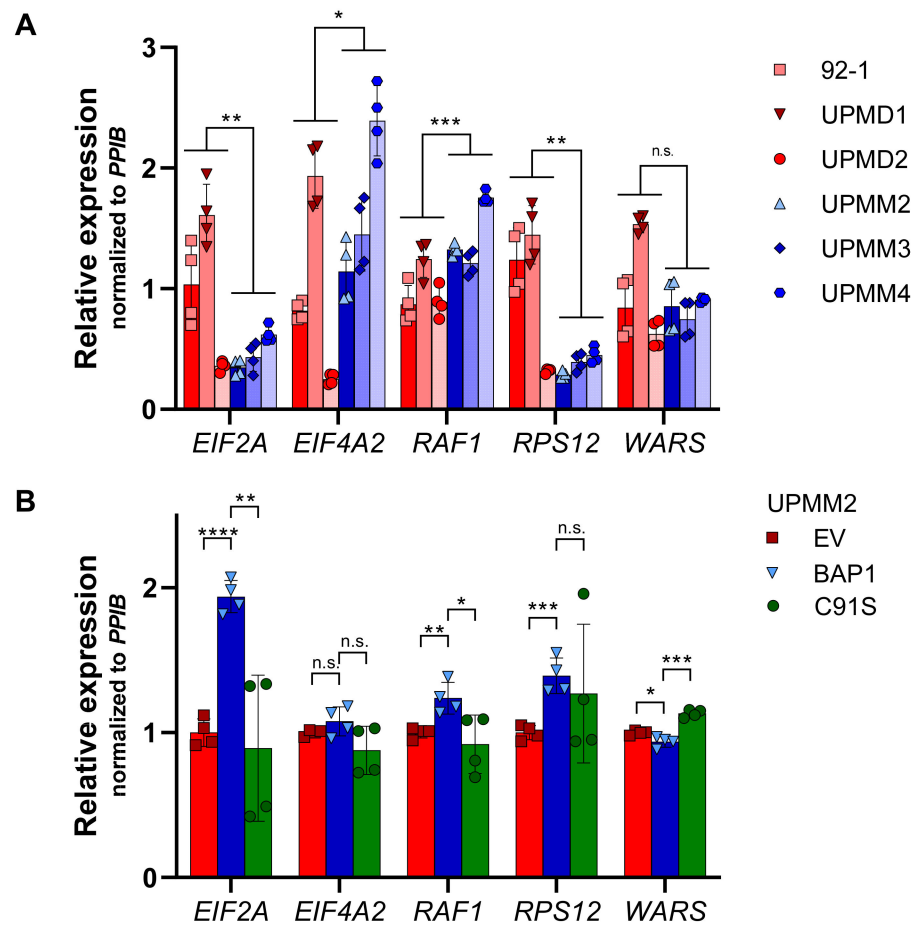 A
Relative expression
normalized to PPIB
3
2
1
0
**
*
***
**
n.s.
EIF2A EIF4A2 RAF1 RPS12 WARS
92-1
UPMD1
UPMD2
UPMM2
UPMM3
UPMM4
B
Relative expression
normalized to PPIB
2
1
0
****
**
n.s.
n.s.
**
*
***
n.s.
*
***
EIF2A EIF4A2 RAF1 RPS12 WARS
UPMM2
EV
BAP1
C91S